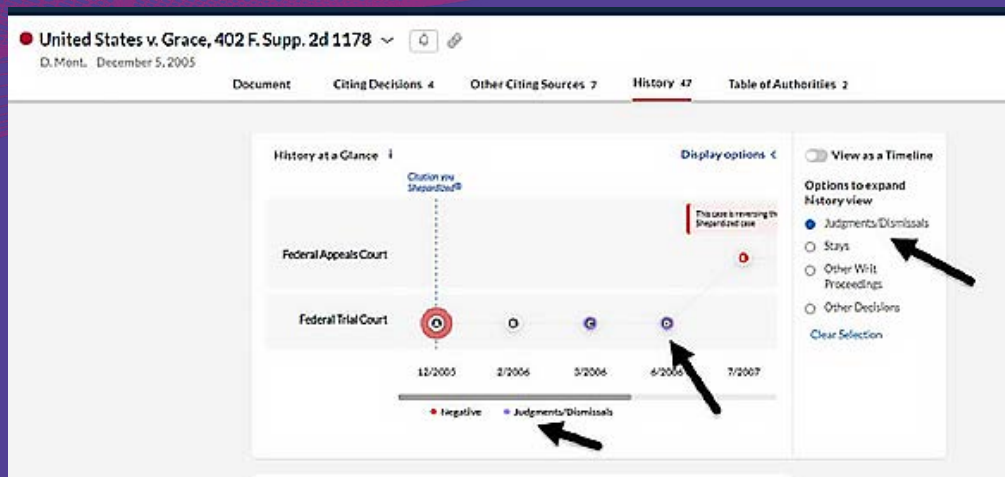 United States v. Grace, 402 F. Supp. 2d 1178
D. Mont. December 5, 2005
Document Citing Decisions 4 Other Citing Sources 7 History 47 Table of Authorities 2
History at a Glance i Display options
View as a Timeline
Citation you
Shepardized®
Options to expand
history view
This case is reversing the
Shepardized case
Judgments/Dismissals
Federal Appeals Court
Stays
Other Writ
Proceedings
Federal Trial Court
Other Decisions
Clear Selection
12/2005 2/2006 3/2006 6/2006 7/2007
Negative Judgments/Dismissals